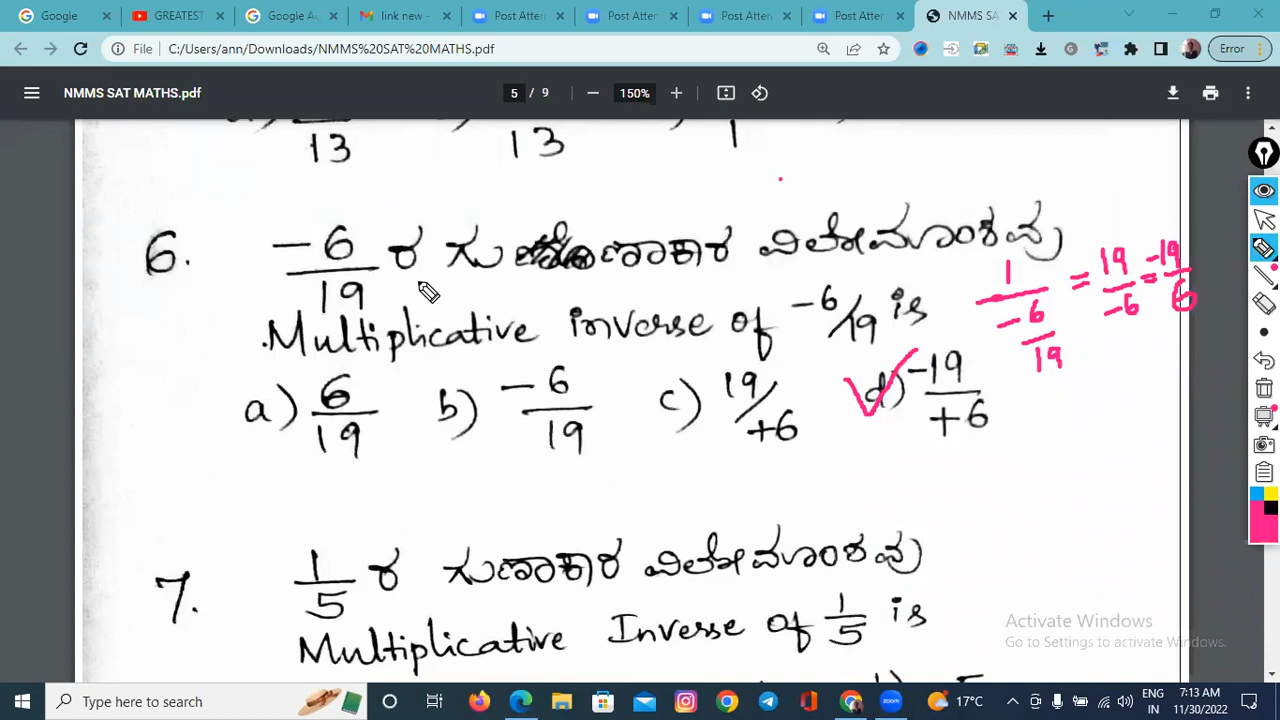 Google
GREATEST
Google Au
link new -
Post Atten
Post Atten
Post Atten
Post Atten
NMMS SA
File C:/Users/ann/Downloads/NMMS%20SAT%20MATHS.pdf
Error
NMMS SAT MATHS.pdf
5 / 9
150%
13 13 1
6. -6/19 ರ ಗುಣಾಕಾರ ವಿಲೋಮಾಂಶವು
Multiplicative inverse of -6/19 is
1/(-6/19) = 19/-6 = -19/6
a) 6/19 b) -6/19 c) 19/+6 d) -19/+6
7. 1/5 ರ ಗುಣಾಕಾರ ವಿಲೋಮಾಂಶವು
Multiplicative Inverse of 1/5 is
Activate Windows
Go to Settings to activate Windows.
Type here to search
zoom
17°C
ENG
IN
7:13 AM
11/30/2022